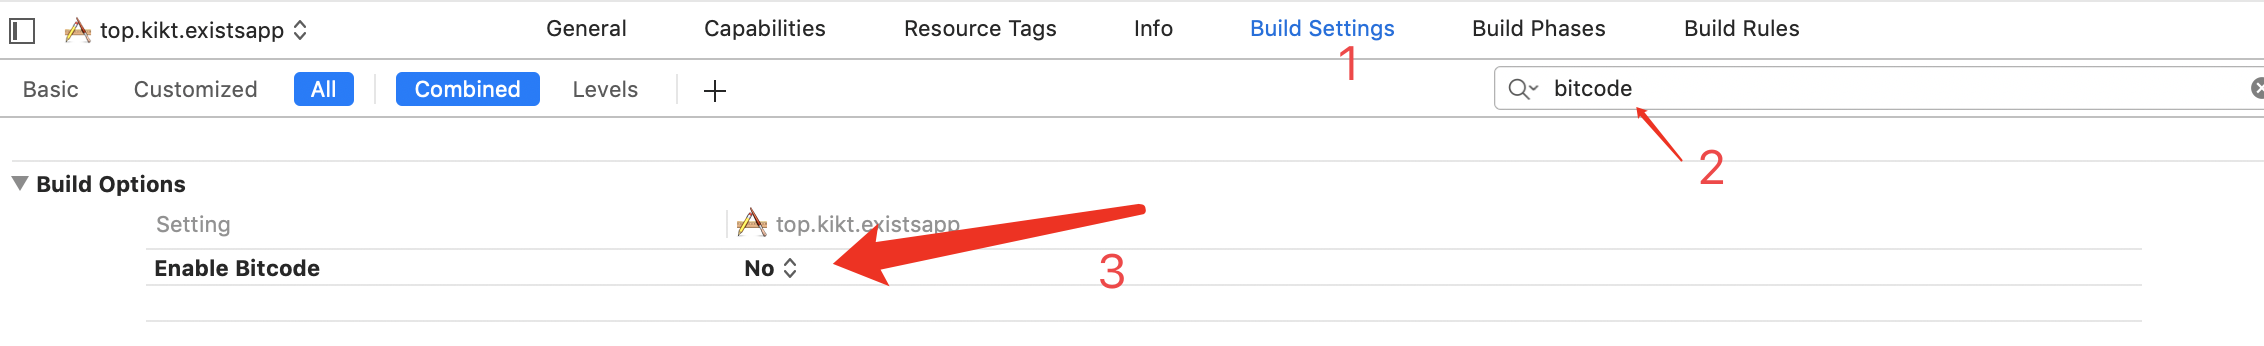 top.kikt.existsapp General Capabilities Resource Tags Info Build Settings Build Phases Build Rules
1
Basic Customized All Combined Levels + bitcode
2
Build Options
Setting top.kikt.existsapp
Enable Bitcode No
3